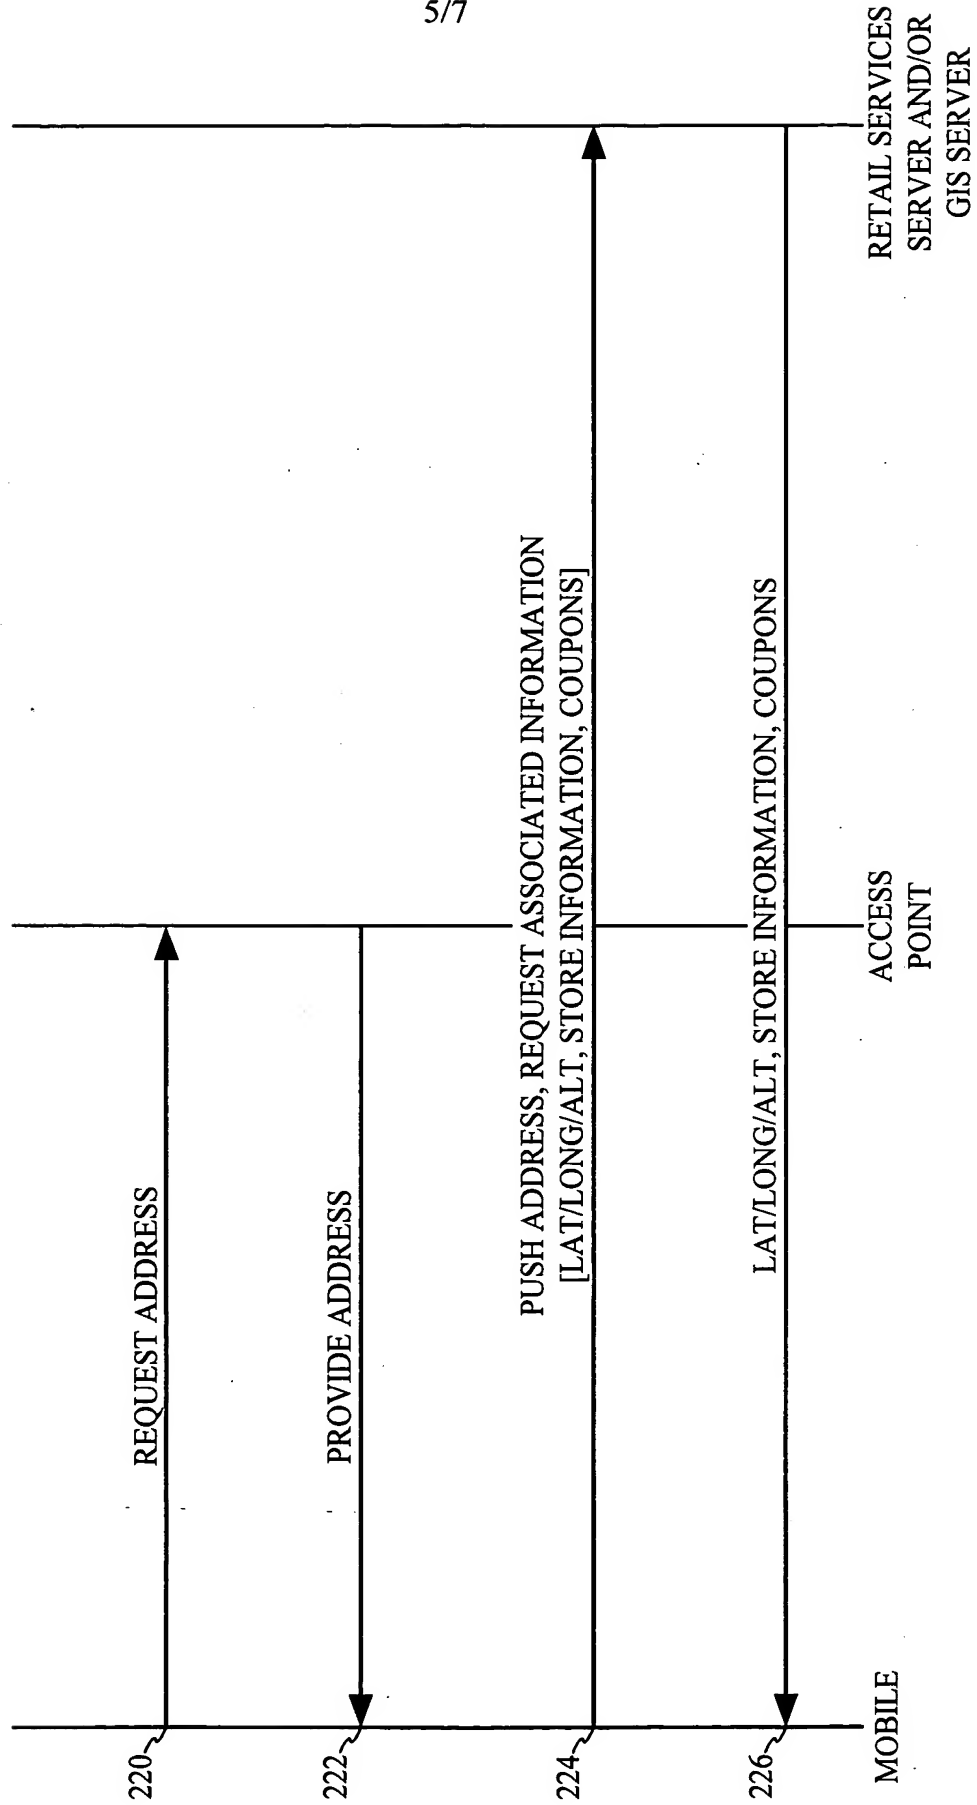 5/7
220
REQUEST ADDRESS
222
PROVIDE ADDRESS
224
PUSH ADDRESS, REQUEST ASSOCIATED INFORMATION
[LAT/LONG/ALT, STORE INFORMATION, COUPONS]
226
LAT/LONG/ALT, STORE INFORMATION, COUPONS
MOBILE
ACCESS
POINT
RETAIL SERVICES
SERVER AND/OR
GIS SERVER